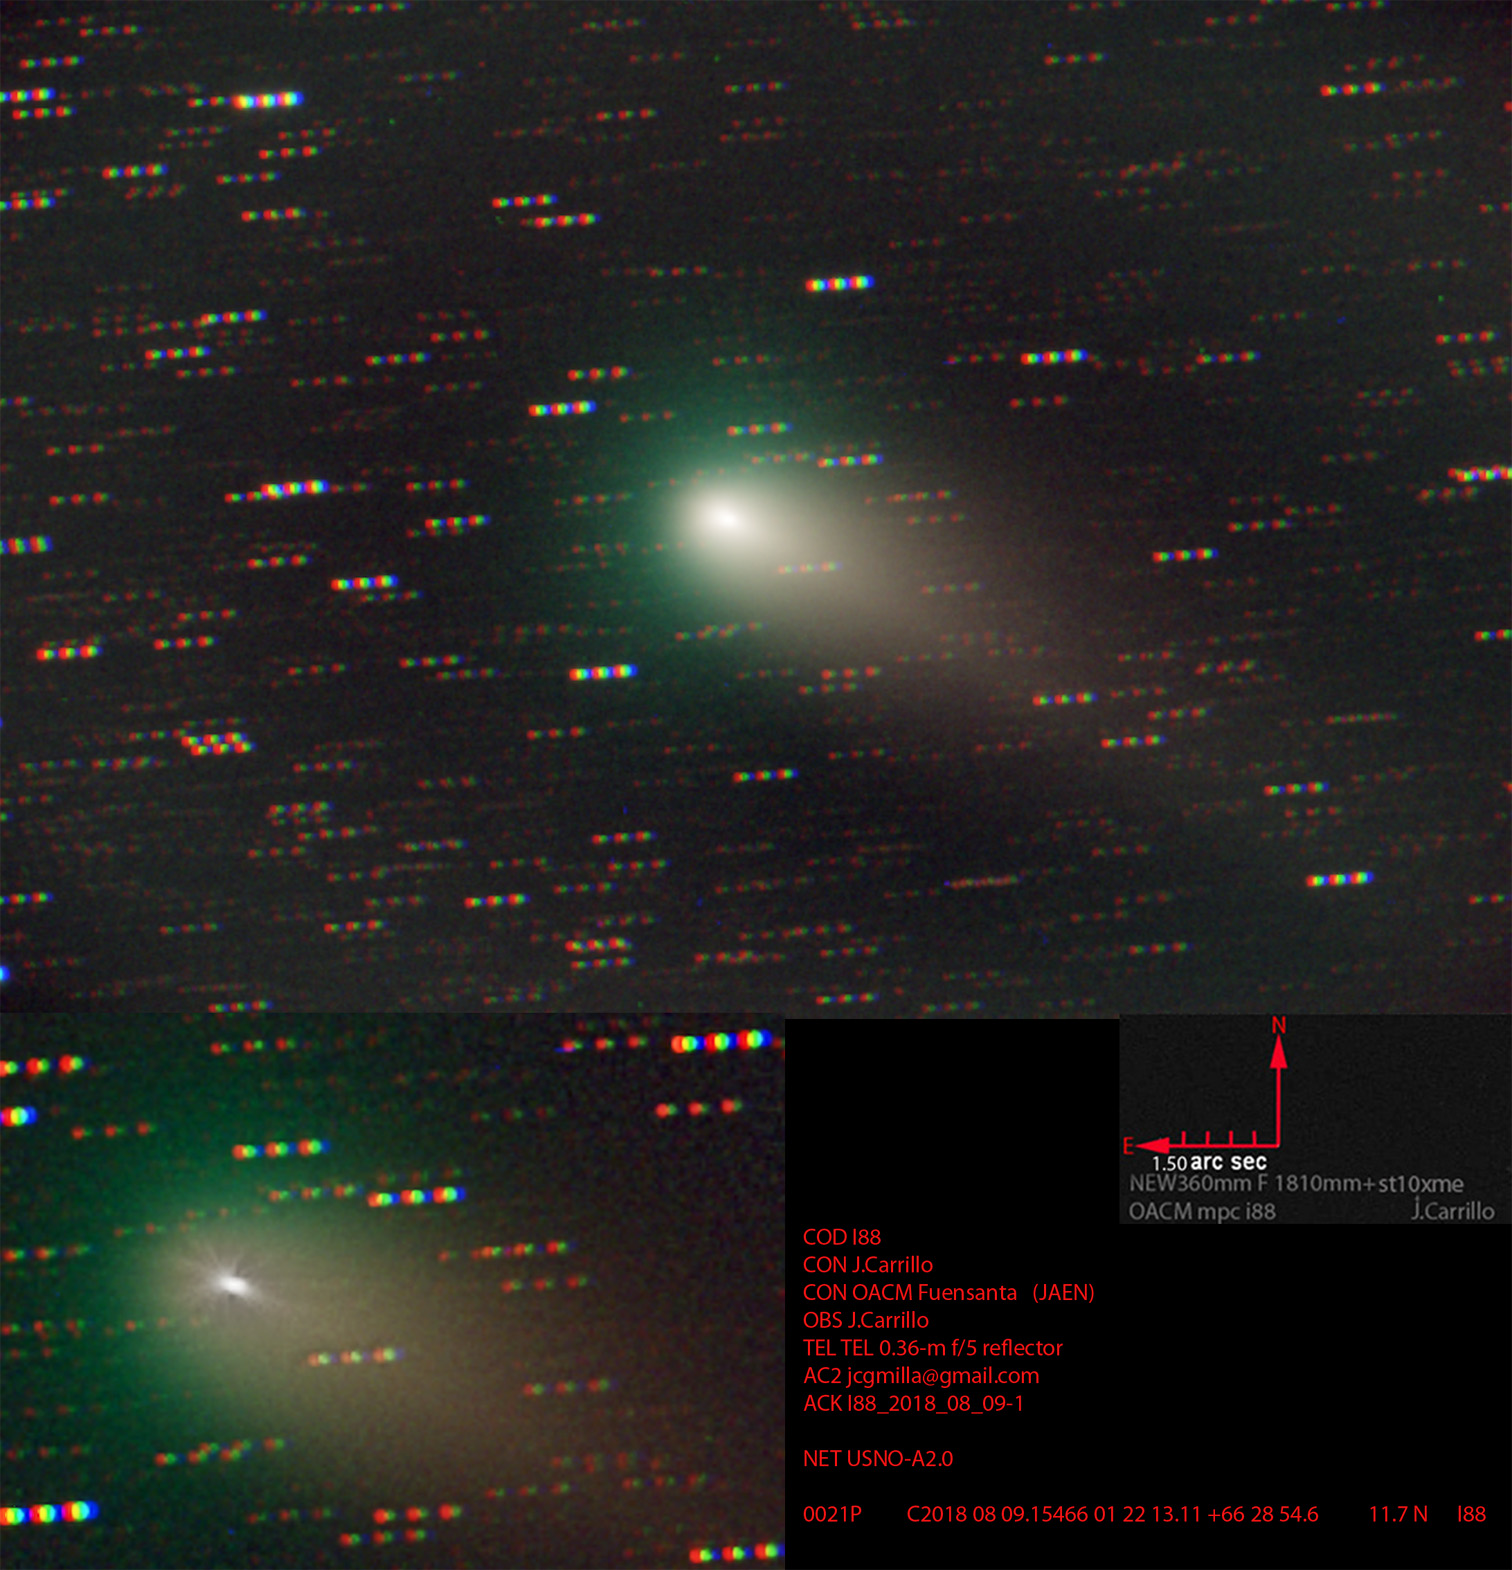 N
E
1.50 arc sec
NEW360mm F 1810mm+st10xme
OACM mpc i88 J.Carrillo
COD I88
CON J.Carrillo
CON OACM Fuensanta (JAEN)
OBS J.Carrillo
TEL TEL 0.36-m f/5 reflector
AC2 jcgmilla@gmail.com
ACK I88_2018_08_09-1
NET USNO-A2.0
0021P C2018 08 09.15466 01 22 13.11 +66 28 54.6 11.7 N I88